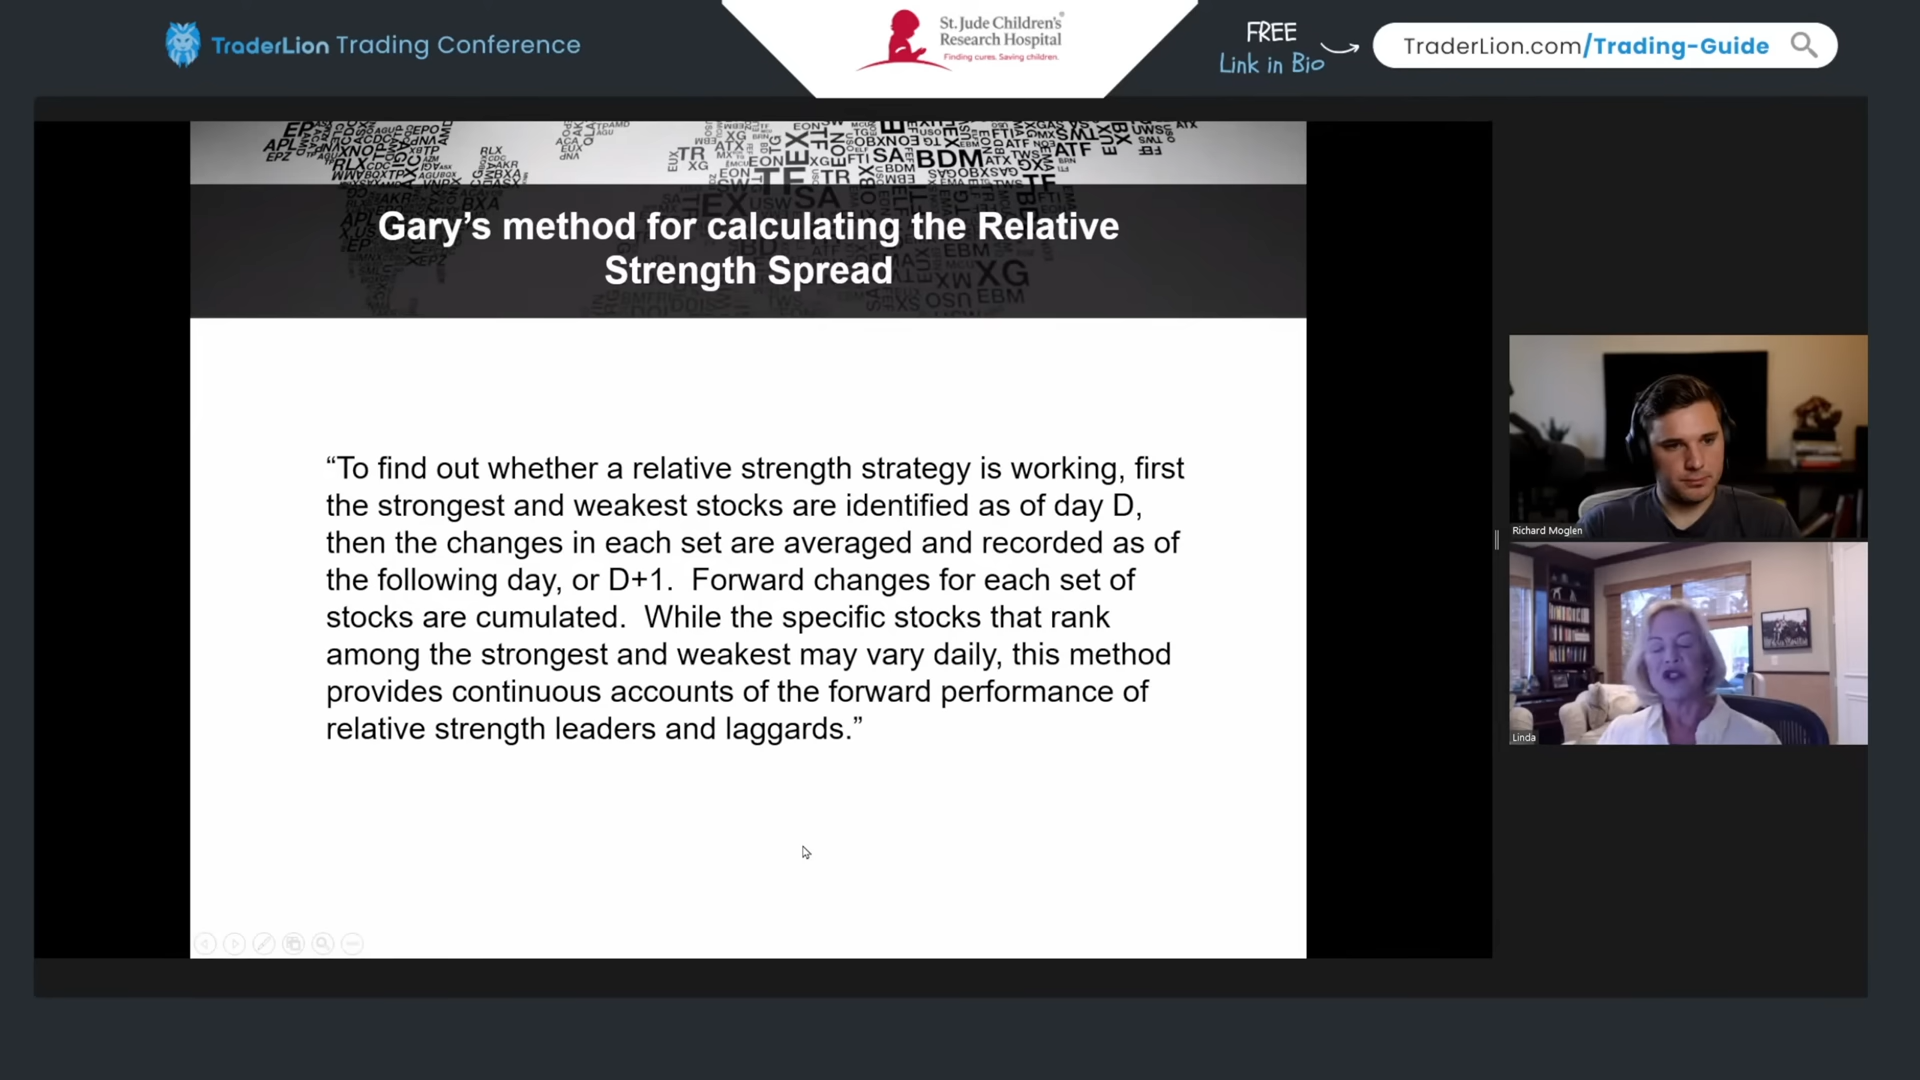 TraderLion Trading Conference
St. Jude Children's
Research Hospital
Finding cures. Saving children.
FREE
Link in Bio
TraderLion.com/Trading-Guide
Gary’s method for calculating the Relative
Strength Spread
“To find out whether a relative strength strategy is working, first
the strongest and weakest stocks are identified as of day D,
then the changes in each set are averaged and recorded as of
the following day, or D+1.  Forward changes for each set of
stocks are cumulated.  While the specific stocks that rank
among the strongest and weakest may vary daily, this method
provides continuous accounts of the forward performance of
relative strength leaders and laggards.”
Richard Moglen
Linda